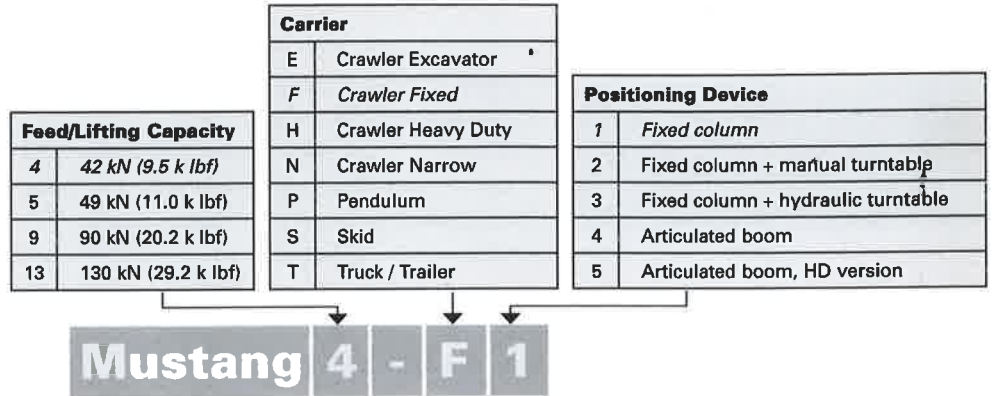 Carrier
E Crawler Excavator
F Crawler Fixed
H Crawler Heavy Duty
N Crawler Narrow
P Pendulum
S Skid
T Truck / Trailer
Feed/Lifting Capacity
4 42 kN (9.5 k lbf)
5 49 kN (11.0 k lbf)
9 90 kN (20.2 k lbf)
13 130 kN (29.2 k lbf)
Positioning Device
1 Fixed column
2 Fixed column + manual turntable
3 Fixed column + hydraulic turntable
4 Articulated boom
5 Articulated boom, HD version
Mustang 4 - F 1